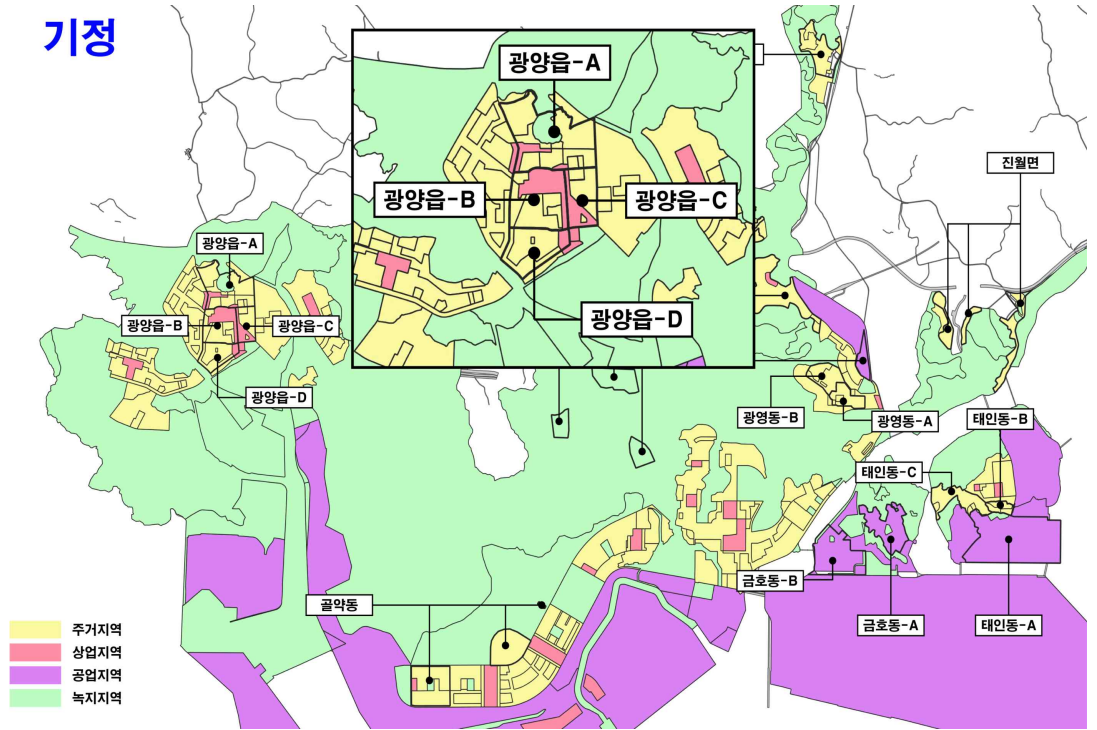 기정
광양읍-A
진월면
광양읍-B
광양읍-C
광양읍-A
광양읍-B
광양읍-C
광양읍-D
광양읍-D
광영동-B
광영동-A
태인동-B
태인동-C
금호동-B
골약동
금호동-A
태인동-A
주거지역
상업지역
공업지역
녹지지역